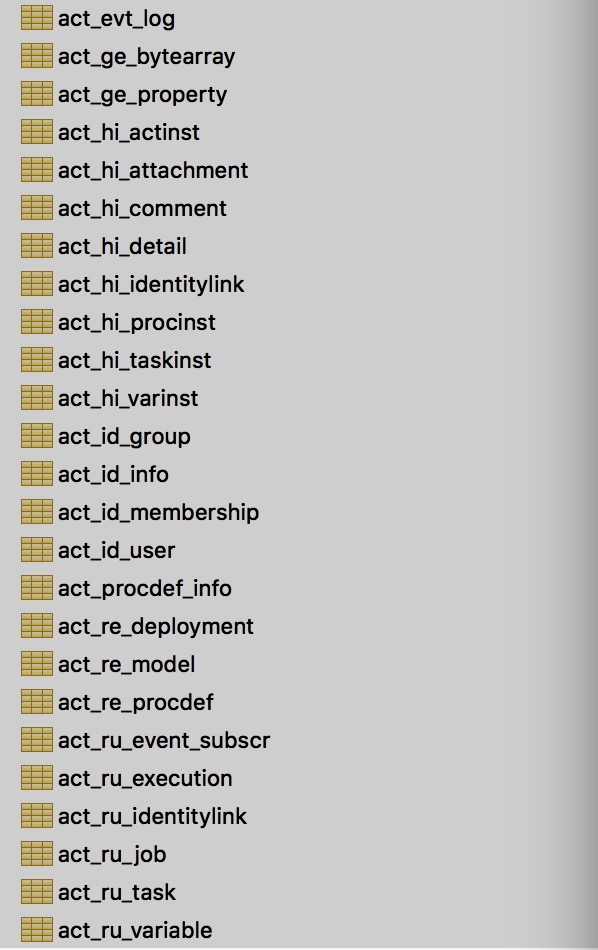 act_evt_log
act_ge_bytearray
act_ge_property
act_hi_actinst
act_hi_attachment
act_hi_comment
act_hi_detail
act_hi_identitylink
act_hi_procinst
act_hi_taskinst
act_hi_varinst
act_id_group
act_id_info
act_id_membership
act_id_user
act_procdef_info
act_re_deployment
act_re_model
act_re_procdef
act_ru_event_subscr
act_ru_execution
act_ru_identitylink
act_ru_job
act_ru_task
act_ru_variable